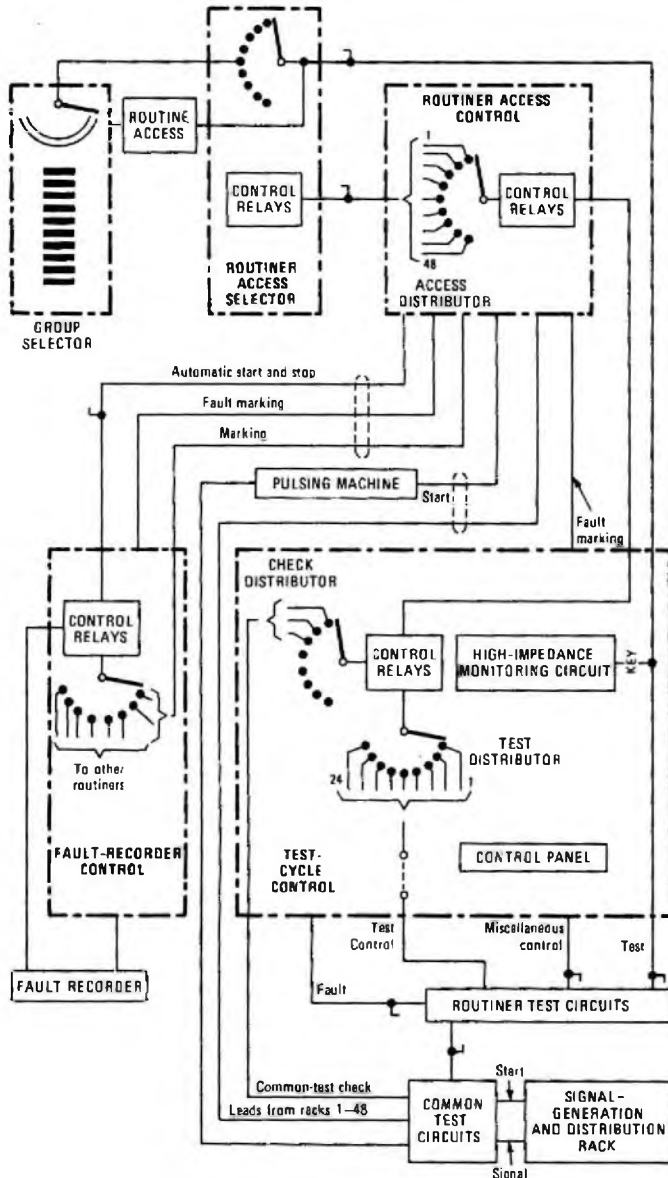 ROUTINER ACCESS
CONTROL
ROUTINE
ACCESS
1
CONTROL
RELAYS
CONTROL
RELAYS
48
ROUTINER
ACCESS
SELECTOR
ACCESS
DISTRIBUTOR
GROUP
SELECTOR
Automatic start and stop
Fault marking
Marking
PULSING MACHINE
Start
Fault
marking
CHECK
DISTRIBUTOR
CONTROL
RELAYS
CONTROL
RELAYS
HIGH-IMPEDANCE
MONITORING CIRCUIT
KEY
TEST
DISTRIBUTOR
24
1
To other
routiners
FAULT-RECORDER
CONTROL
TEST-
CYCLE
CONTROL
CONTROL PANEL
Test
Control
Miscellaneous
control
Test
FAULT RECORDER
Fault
ROUTINER TEST CIRCUITS
Common-test check
Leads from racks 1-48
COMMON
TEST
CIRCUITS
Start
SIGNAL-
GENERATION
AND DISTRIBUTION
RACK
Signal